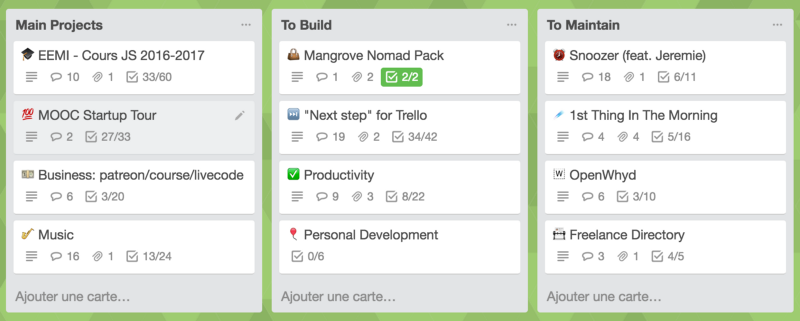 Main Projects
EEMI - Cours JS 2016-2017
10 1 33/60
MOOC Startup Tour
2 27/33
Business: patreon/course/livecode
6 3/20
Music
16 1 13/24
Ajouter une carte…
To Build
Mangrove Nomad Pack
1 2 2/2
"Next step" for Trello
19 2 34/42
Productivity
9 3 8/22
Personal Development
0/6
Ajouter une carte…
To Maintain
Snoozer (feat. Jeremie)
18 1 6/11
1st Thing In The Morning
4 4 5/16
W OpenWhyd
6 3/10
Freelance Directory
3 1 4/5
Ajouter une carte…